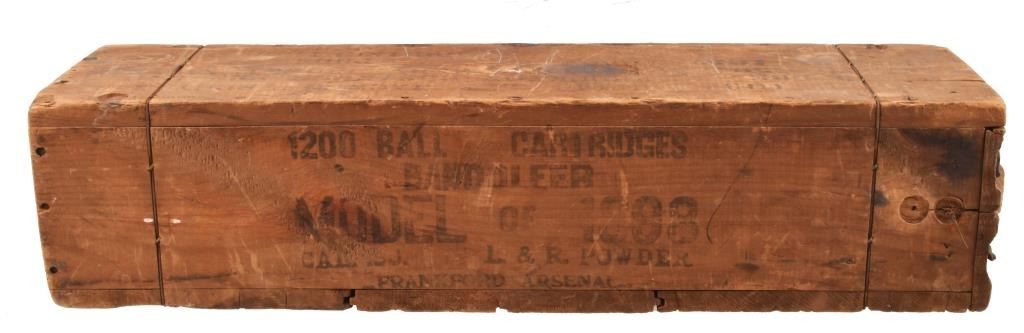 1200 BALL CARTRIDGES
BANDOLEER
MODEL OF 1898
CAL. .30. L. & R. POWDER
FRANKFORD ARSENAL